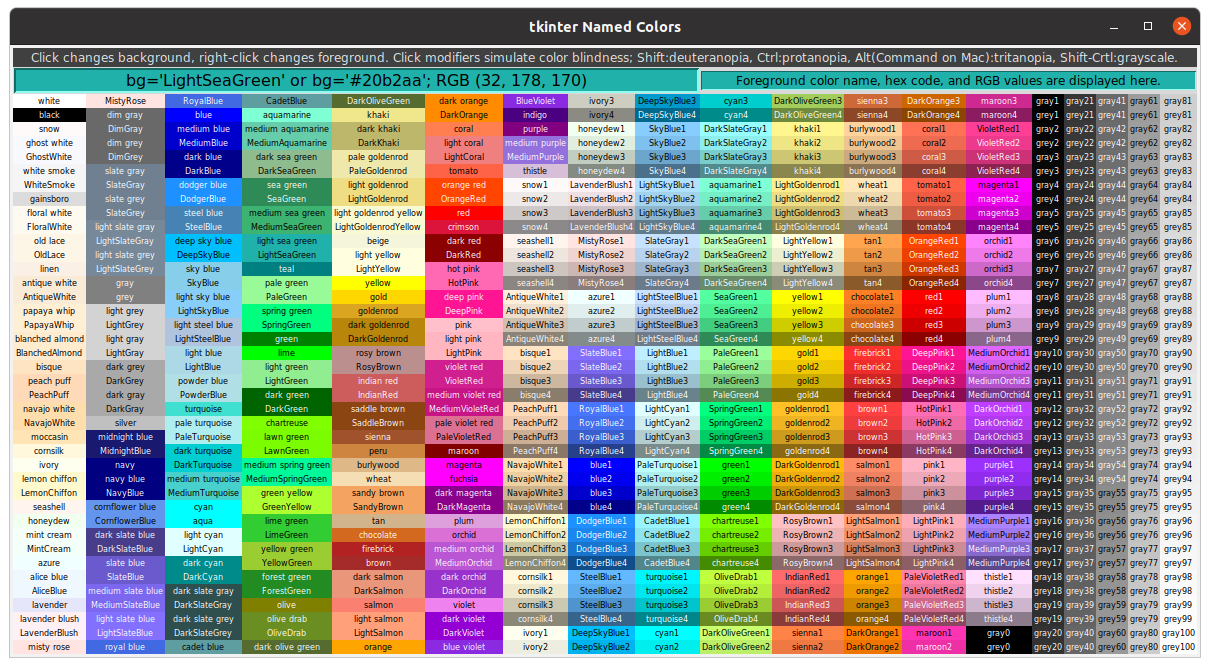 tkinter Named Colors
Click changes background, right-click changes foreground. Click modifiers simulate color blindness; Shift:deuteranopia, Ctrl:protanopia, Alt(Command on Mac):tritanopia, Shift-Crtl:grayscale.
bg='LightSeaGreen' or bg='#20b2aa'; RGB (32, 178, 170)
Foreground color name, hex code, and RGB values are displayed here.
white
black
snow
ghost white
GhostWhite
white smoke
WhiteSmoke
gainsboro
floral white
FloralWhite
old lace
OldLace
linen
antique white
AntiqueWhite
papaya whip
PapayaWhip
blanched almond
BlanchedAlmond
bisque
peach puff
PeachPuff
navajo white
NavajoWhite
moccasin
cornsilk
ivory
lemon chiffon
LemonChiffon
seashell
honeydew
mint cream
MintCream
azure
alice blue
AliceBlue
lavender
lavender blush
LavenderBlush
misty rose
MistyRose
dim gray
DimGray
dim grey
DimGrey
slate gray
SlateGray
slate grey
SlateGrey
light slate gray
LightSlateGray
light slate grey
LightSlateGrey
gray
grey
light grey
LightGrey
light gray
LightGray
dark grey
DarkGrey
dark gray
DarkGray
silver
midnight blue
MidnightBlue
navy
navy blue
NavyBlue
cornflower blue
CornflowerBlue
dark slate blue
DarkSlateBlue
slate blue
SlateBlue
medium slate blue
MediumSlateBlue
light slate blue
LightSlateBlue
royal blue
RoyalBlue
blue
medium blue
MediumBlue
dark blue
DarkBlue
dodger blue
DodgerBlue
steel blue
SteelBlue
deep sky blue
DeepSkyBlue
sky blue
SkyBlue
light sky blue
LightSkyBlue
light steel blue
LightSteelBlue
light blue
LightBlue
powder blue
PowderBlue
turquoise
pale turquoise
PaleTurquoise
dark turquoise
DarkTurquoise
medium turquoise
MediumTurquoise
cyan
aqua
light cyan
LightCyan
dark cyan
DarkCyan
dark slate gray
DarkSlateGray
dark slate grey
DarkSlateGrey
cadet blue
CadetBlue
aquamarine
medium aquamarine
MediumAquamarine
dark sea green
DarkSeaGreen
sea green
SeaGreen
medium sea green
MediumSeaGreen
light sea green
LightSeaGreen
teal
pale green
PaleGreen
spring green
SpringGreen
green
lime
light green
LightGreen
dark green
DarkGreen
chartreuse
lawn green
LawnGreen
medium spring green
MediumSpringGreen
green yellow
GreenYellow
lime green
LimeGreen
yellow green
YellowGreen
forest green
ForestGreen
olive
olive drab
OliveDrab
dark olive green
DarkOliveGreen
khaki
dark khaki
DarkKhaki
pale goldenrod
PaleGoldenrod
light goldenrod
LightGoldenrod
light goldenrod yellow
LightGoldenrodYellow
beige
light yellow
LightYellow
yellow
gold
goldenrod
dark goldenrod
DarkGoldenrod
rosy brown
RosyBrown
indian red
IndianRed
saddle brown
SaddleBrown
sienna
peru
burlywood
wheat
sandy brown
SandyBrown
tan
chocolate
firebrick
brown
dark salmon
DarkSalmon
salmon
light salmon
LightSalmon
orange
dark orange
DarkOrange
coral
light coral
LightCoral
tomato
orange red
OrangeRed
red
crimson
dark red
DarkRed
hot pink
HotPink
deep pink
DeepPink
pink
light pink
LightPink
violet red
VioletRed
medium violet red
MediumVioletRed
pale violet red
PaleVioletRed
maroon
magenta
fuchsia
dark magenta
DarkMagenta
plum
orchid
medium orchid
MediumOrchid
dark orchid
DarkOrchid
violet
dark violet
DarkViolet
blue violet
BlueViolet
indigo
purple
medium purple
MediumPurple
thistle
snow1
snow2
snow3
snow4
seashell1
seashell2
seashell3
seashell4
AntiqueWhite1
AntiqueWhite2
AntiqueWhite3
AntiqueWhite4
bisque1
bisque2
bisque3
bisque4
PeachPuff1
PeachPuff2
PeachPuff3
PeachPuff4
NavajoWhite1
NavajoWhite2
NavajoWhite3
NavajoWhite4
LemonChiffon1
LemonChiffon2
LemonChiffon3
LemonChiffon4
cornsilk1
cornsilk2
cornsilk3
cornsilk4
ivory1
ivory2
ivory3
ivory4
honeydew1
honeydew2
honeydew3
honeydew4
LavenderBlush1
LavenderBlush2
LavenderBlush3
LavenderBlush4
MistyRose1
MistyRose2
MistyRose3
MistyRose4
azure1
azure2
azure3
azure4
SlateBlue1
SlateBlue2
SlateBlue3
SlateBlue4
RoyalBlue1
RoyalBlue2
RoyalBlue3
RoyalBlue4
blue1
blue2
blue3
blue4
DodgerBlue1
DodgerBlue2
DodgerBlue3
DodgerBlue4
SteelBlue1
SteelBlue2
SteelBlue3
SteelBlue4
DeepSkyBlue1
DeepSkyBlue2
DeepSkyBlue3
DeepSkyBlue4
SkyBlue1
SkyBlue2
SkyBlue3
SkyBlue4
LightSkyBlue1
LightSkyBlue2
LightSkyBlue3
LightSkyBlue4
SlateGray1
SlateGray2
SlateGray3
SlateGray4
LightSteelBlue1
LightSteelBlue2
LightSteelBlue3
LightSteelBlue4
LightBlue1
LightBlue2
LightBlue3
LightBlue4
LightCyan1
LightCyan2
LightCyan3
LightCyan4
PaleTurquoise1
PaleTurquoise2
PaleTurquoise3
PaleTurquoise4
CadetBlue1
CadetBlue2
CadetBlue3
CadetBlue4
turquoise1
turquoise2
turquoise3
turquoise4
cyan1
cyan2
cyan3
cyan4
DarkSlateGray1
DarkSlateGray2
DarkSlateGray3
DarkSlateGray4
aquamarine1
aquamarine2
aquamarine3
aquamarine4
DarkSeaGreen1
DarkSeaGreen2
DarkSeaGreen3
DarkSeaGreen4
SeaGreen1
SeaGreen2
SeaGreen3
SeaGreen4
PaleGreen1
PaleGreen2
PaleGreen3
PaleGreen4
SpringGreen1
SpringGreen2
SpringGreen3
SpringGreen4
green1
green2
green3
green4
chartreuse1
chartreuse2
chartreuse3
chartreuse4
OliveDrab1
OliveDrab2
OliveDrab3
OliveDrab4
DarkOliveGreen1
DarkOliveGreen2
DarkOliveGreen3
DarkOliveGreen4
khaki1
khaki2
khaki3
khaki4
LightGoldenrod1
LightGoldenrod2
LightGoldenrod3
LightGoldenrod4
LightYellow1
LightYellow2
LightYellow3
LightYellow4
yellow1
yellow2
yellow3
yellow4
gold1
gold2
gold3
gold4
goldenrod1
goldenrod2
goldenrod3
goldenrod4
DarkGoldenrod1
DarkGoldenrod2
DarkGoldenrod3
DarkGoldenrod4
RosyBrown1
RosyBrown2
RosyBrown3
RosyBrown4
IndianRed1
IndianRed2
IndianRed3
IndianRed4
sienna1
sienna2
sienna3
sienna4
burlywood1
burlywood2
burlywood3
burlywood4
wheat1
wheat2
wheat3
wheat4
tan1
tan2
tan3
tan4
chocolate1
chocolate2
chocolate3
chocolate4
firebrick1
firebrick2
firebrick3
firebrick4
brown1
brown2
brown3
brown4
salmon1
salmon2
salmon3
salmon4
LightSalmon1
LightSalmon2
LightSalmon3
LightSalmon4
orange1
orange2
orange3
orange4
DarkOrange1
DarkOrange2
DarkOrange3
DarkOrange4
coral1
coral2
coral3
coral4
tomato1
tomato2
tomato3
tomato4
OrangeRed1
OrangeRed2
OrangeRed3
OrangeRed4
red1
red2
red3
red4
DeepPink1
DeepPink2
DeepPink3
DeepPink4
HotPink1
HotPink2
HotPink3
HotPink4
pink1
pink2
pink3
pink4
LightPink1
LightPink2
LightPink3
LightPink4
PaleVioletRed1
PaleVioletRed2
PaleVioletRed3
PaleVioletRed4
maroon1
maroon2
maroon3
maroon4
VioletRed1
VioletRed2
VioletRed3
VioletRed4
magenta1
magenta2
magenta3
magenta4
orchid1
orchid2
orchid3
orchid4
plum1
plum2
plum3
plum4
MediumOrchid1
MediumOrchid2
MediumOrchid3
MediumOrchid4
DarkOrchid1
DarkOrchid2
DarkOrchid3
DarkOrchid4
purple1
purple2
purple3
purple4
MediumPurple1
MediumPurple2
MediumPurple3
MediumPurple4
thistle1
thistle2
thistle3
thistle4
gray0
grey0
gray1
grey1
gray2
grey2
gray3
grey3
gray4
grey4
gray5
grey5
gray6
grey6
gray7
grey7
gray8
grey8
gray9
grey9
gray10
grey10
gray11
grey11
gray12
grey12
gray13
grey13
gray14
grey14
gray15
grey15
gray16
grey16
gray17
grey17
gray18
grey18
gray19
grey19
gray20
grey20
gray21
grey21
gray22
grey22
gray23
grey23
gray24
grey24
gray25
grey25
gray26
grey26
gray27
grey27
gray28
grey28
gray29
grey29
gray30
grey30
gray31
grey31
gray32
grey32
gray33
grey33
gray34
grey34
gray35
grey35
gray36
grey36
gray37
grey37
gray38
grey38
gray39
grey39
gray40
grey40
gray41
grey41
gray42
grey42
gray43
grey43
gray44
grey44
gray45
grey45
gray46
grey46
gray47
grey47
gray48
grey48
gray49
grey49
gray50
grey50
gray51
grey51
gray52
grey52
gray53
grey53
gray54
grey54
gray55
grey55
gray56
grey56
gray57
grey57
gray58
grey58
gray59
grey59
gray60
grey60
gray61
grey61
gray62
grey62
gray63
grey63
gray64
grey64
gray65
grey65
gray66
grey66
gray67
grey67
gray68
grey68
gray69
grey69
gray70
grey70
gray71
grey71
gray72
grey72
gray73
grey73
gray74
grey74
gray75
grey75
gray76
grey76
gray77
grey77
gray78
grey78
gray79
grey79
gray80
grey80
gray81
grey81
gray82
grey82
gray83
grey83
gray84
grey84
gray85
grey85
gray86
grey86
gray87
grey87
gray88
grey88
gray89
grey89
gray90
grey90
gray91
grey91
gray92
grey92
gray93
grey93
gray94
grey94
gray95
grey95
gray96
grey96
gray97
grey97
gray98
grey98
gray99
grey99
gray100
grey100